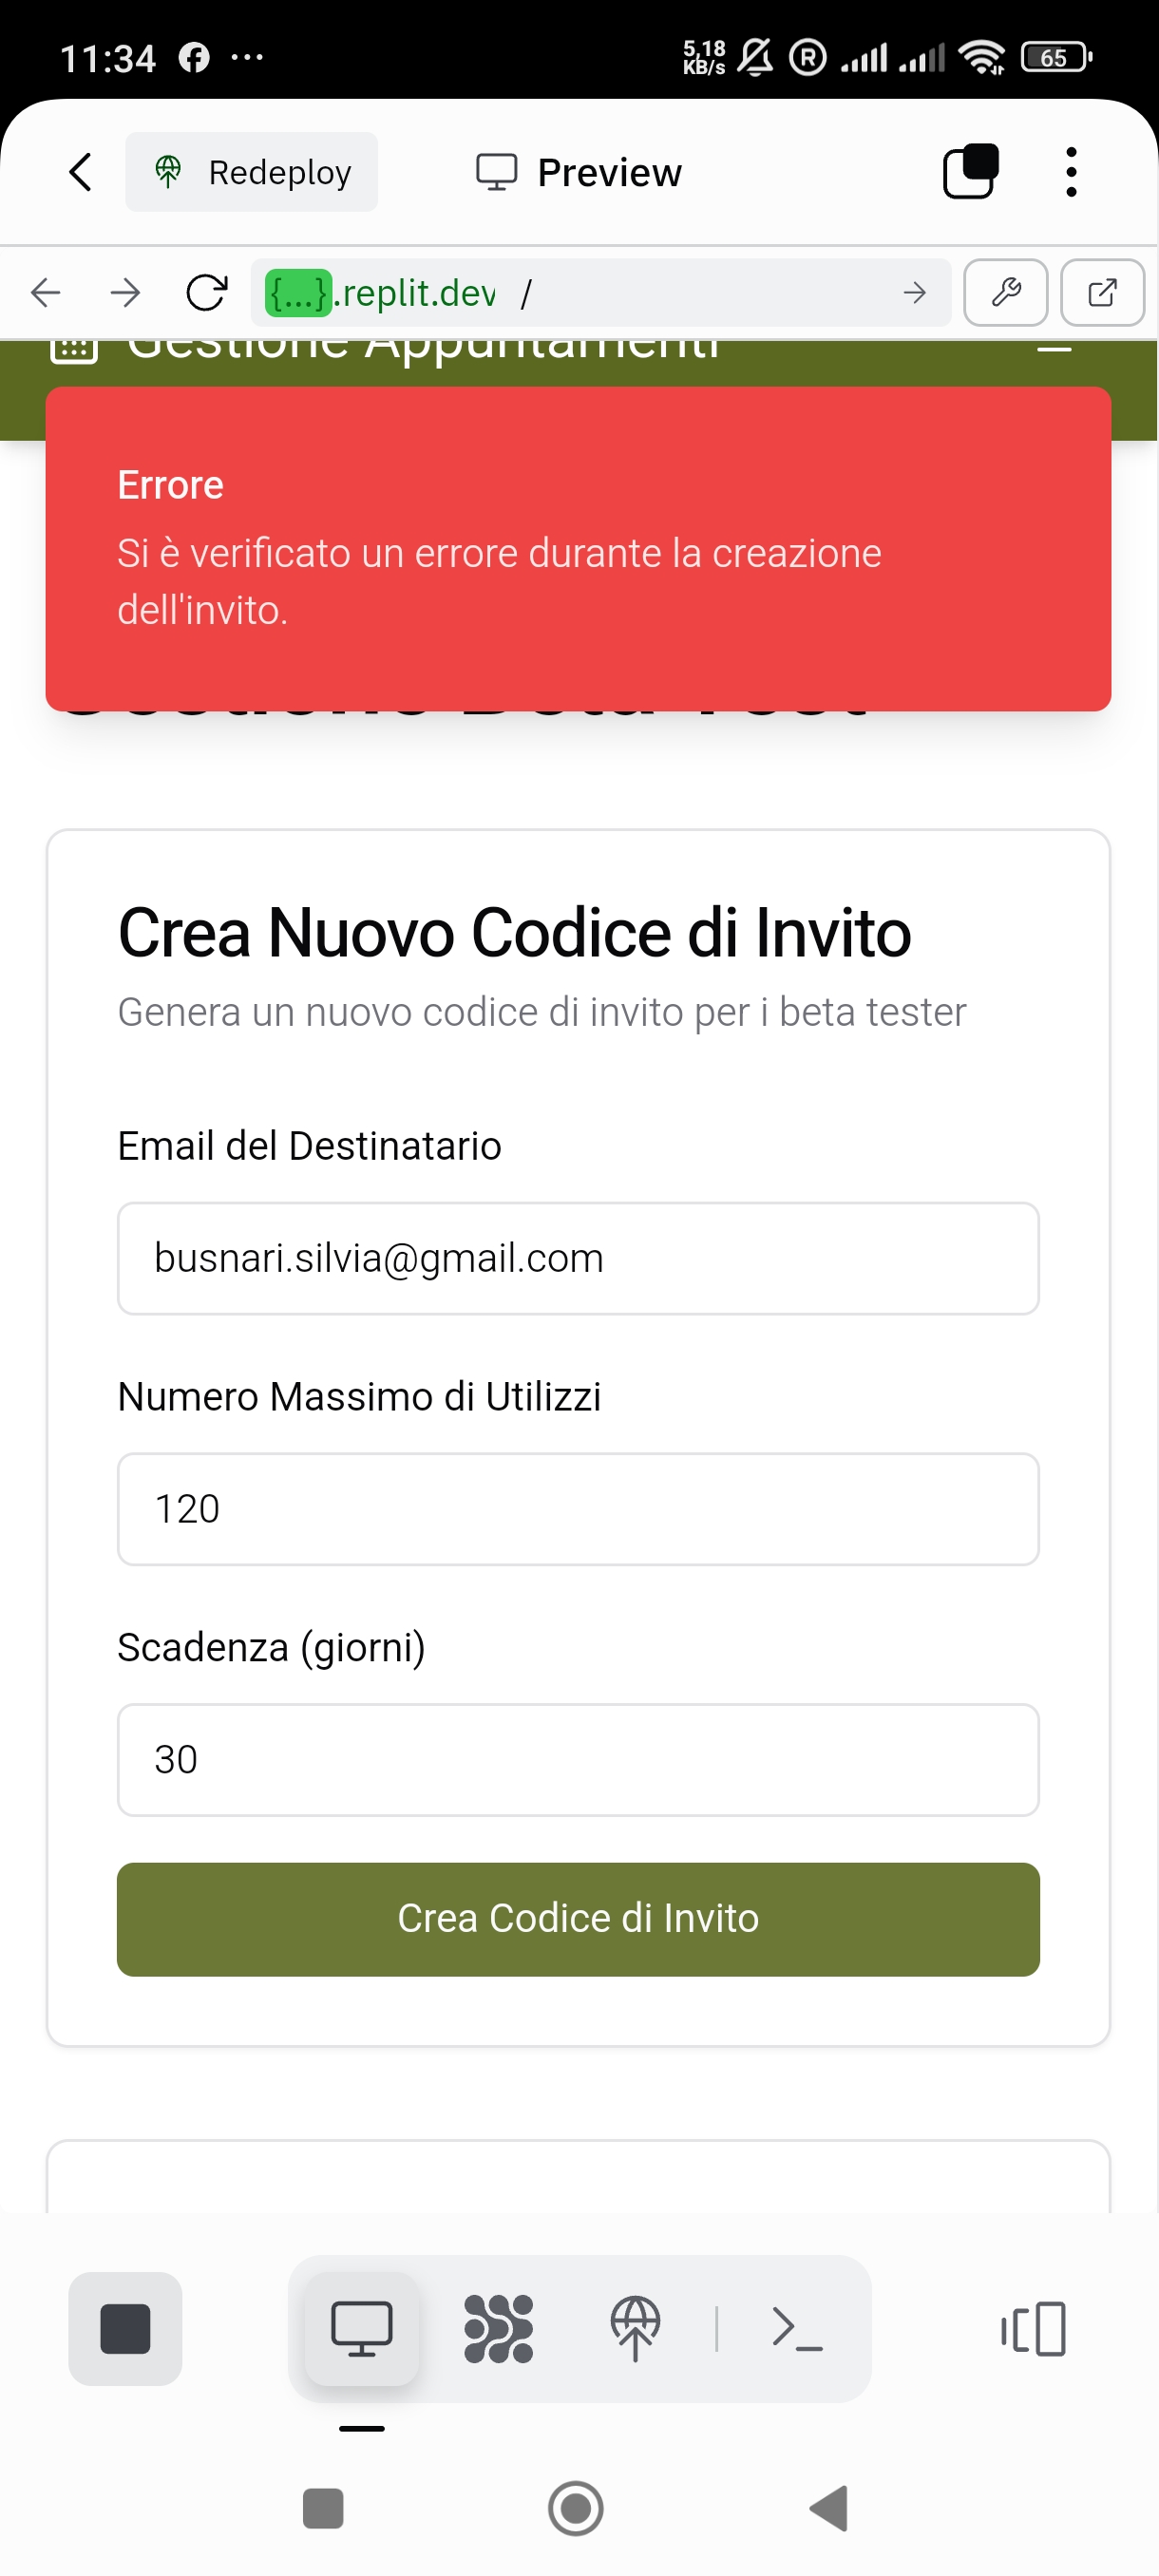 11:34
5,18
KB/s
R
65
Redeploy
Preview
{...}.replit.dev /
Gestione Appuntamenti
Errore
Si è verificato un errore durante la creazione
dell'invito.
Crea Nuovo Codice di Invito
Genera un nuovo codice di invito per i beta tester
Email del Destinatario
busnari.silvia@gmail.com
Numero Massimo di Utilizzi
120
Scadenza (giorni)
30
Crea Codice di Invito